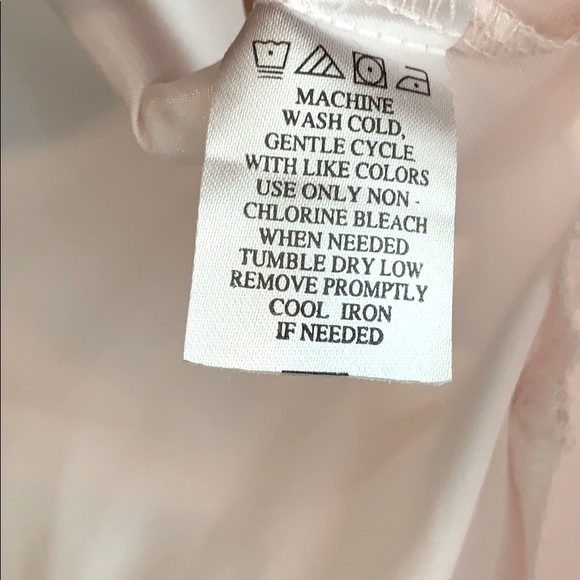 MACHINE
WASH COLD,
GENTLE CYCLE
WITH LIKE COLORS
USE ONLY NON -
CHLORINE BLEACH
WHEN NEEDED
TUMBLE DRY LOW
REMOVE PROMPTLY
COOL IRON
IF NEEDED